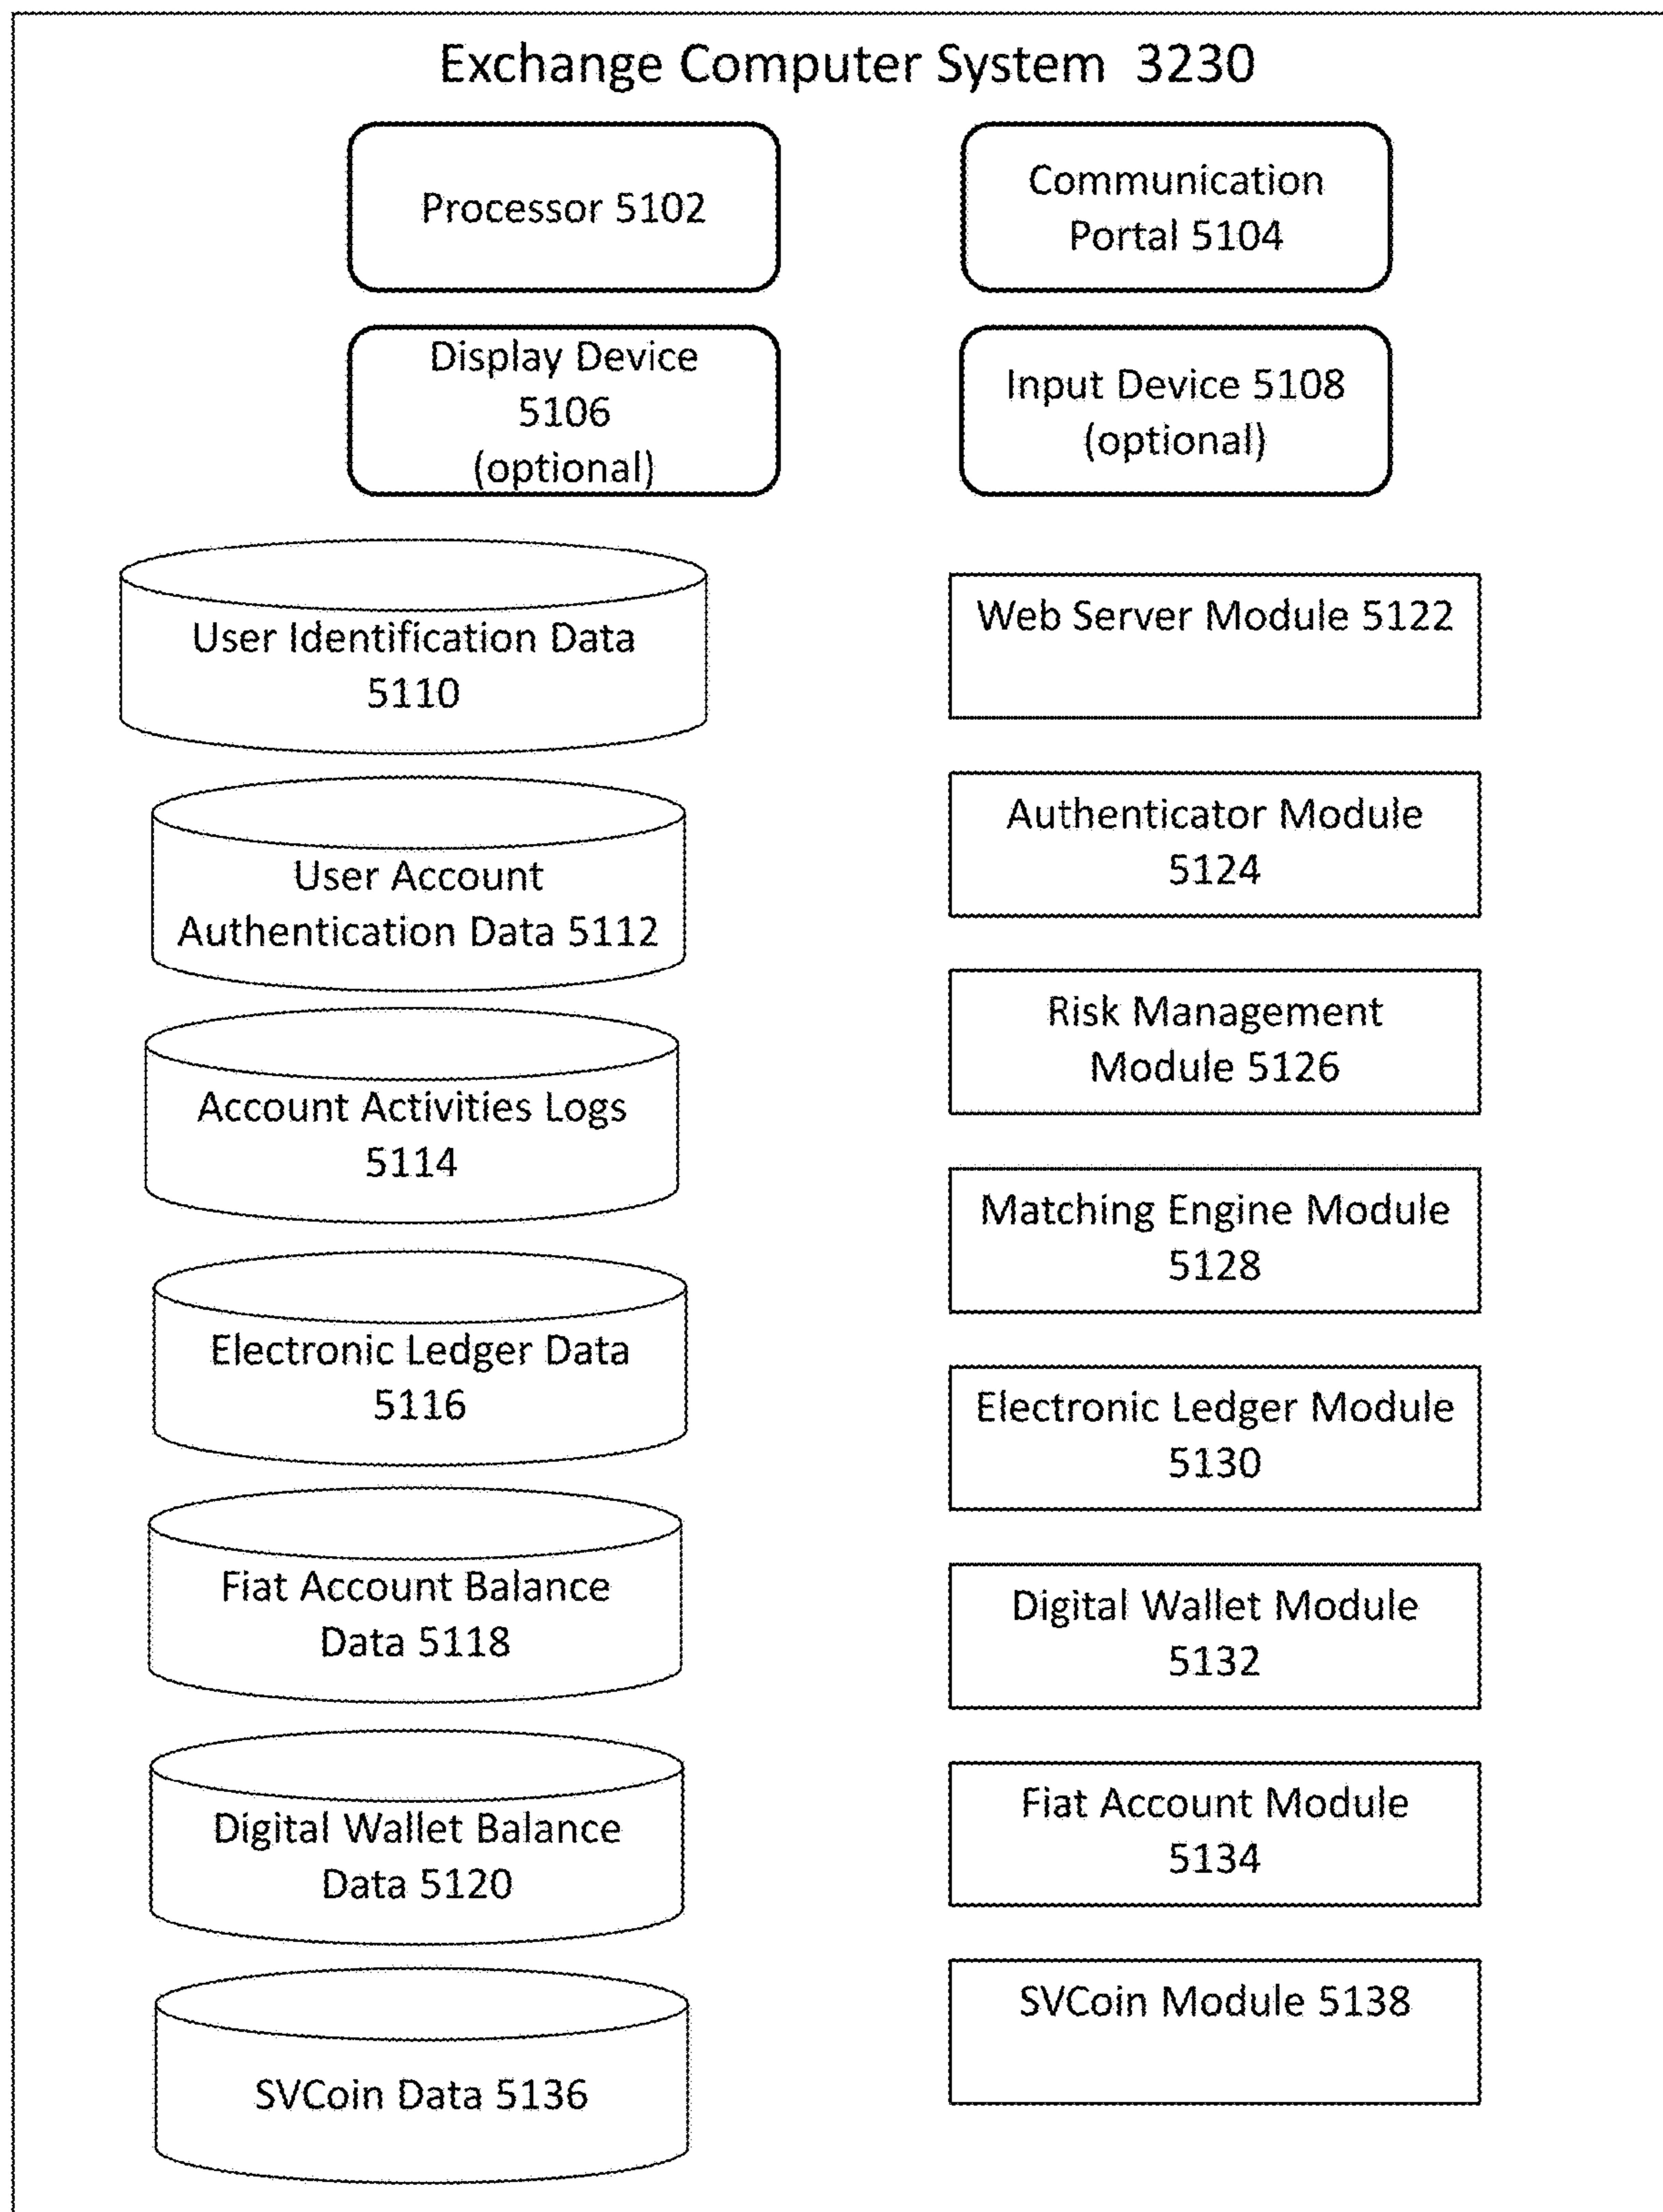 Exchange Computer System 3230
Processor 5102
Communication
Portal 5104
Display Device
5106
(optional)
Input Device 5108
(optional)
User Identification Data
5110
User Account
Authentication Data 5112
Account Activities Logs
5114
Electronic Ledger Data
5116
Fiat Account Balance
Data 5118
Digital Wallet Balance
Data 5120
SVCoin Data 5136
Web Server Module 5122
Authenticator Module
5124
Risk Management
Module 5126
Matching Engine Module
5128
Electronic Ledger Module
5130
Digital Wallet Module
5132
Fiat Account Module
5134
SVCoin Module 5138